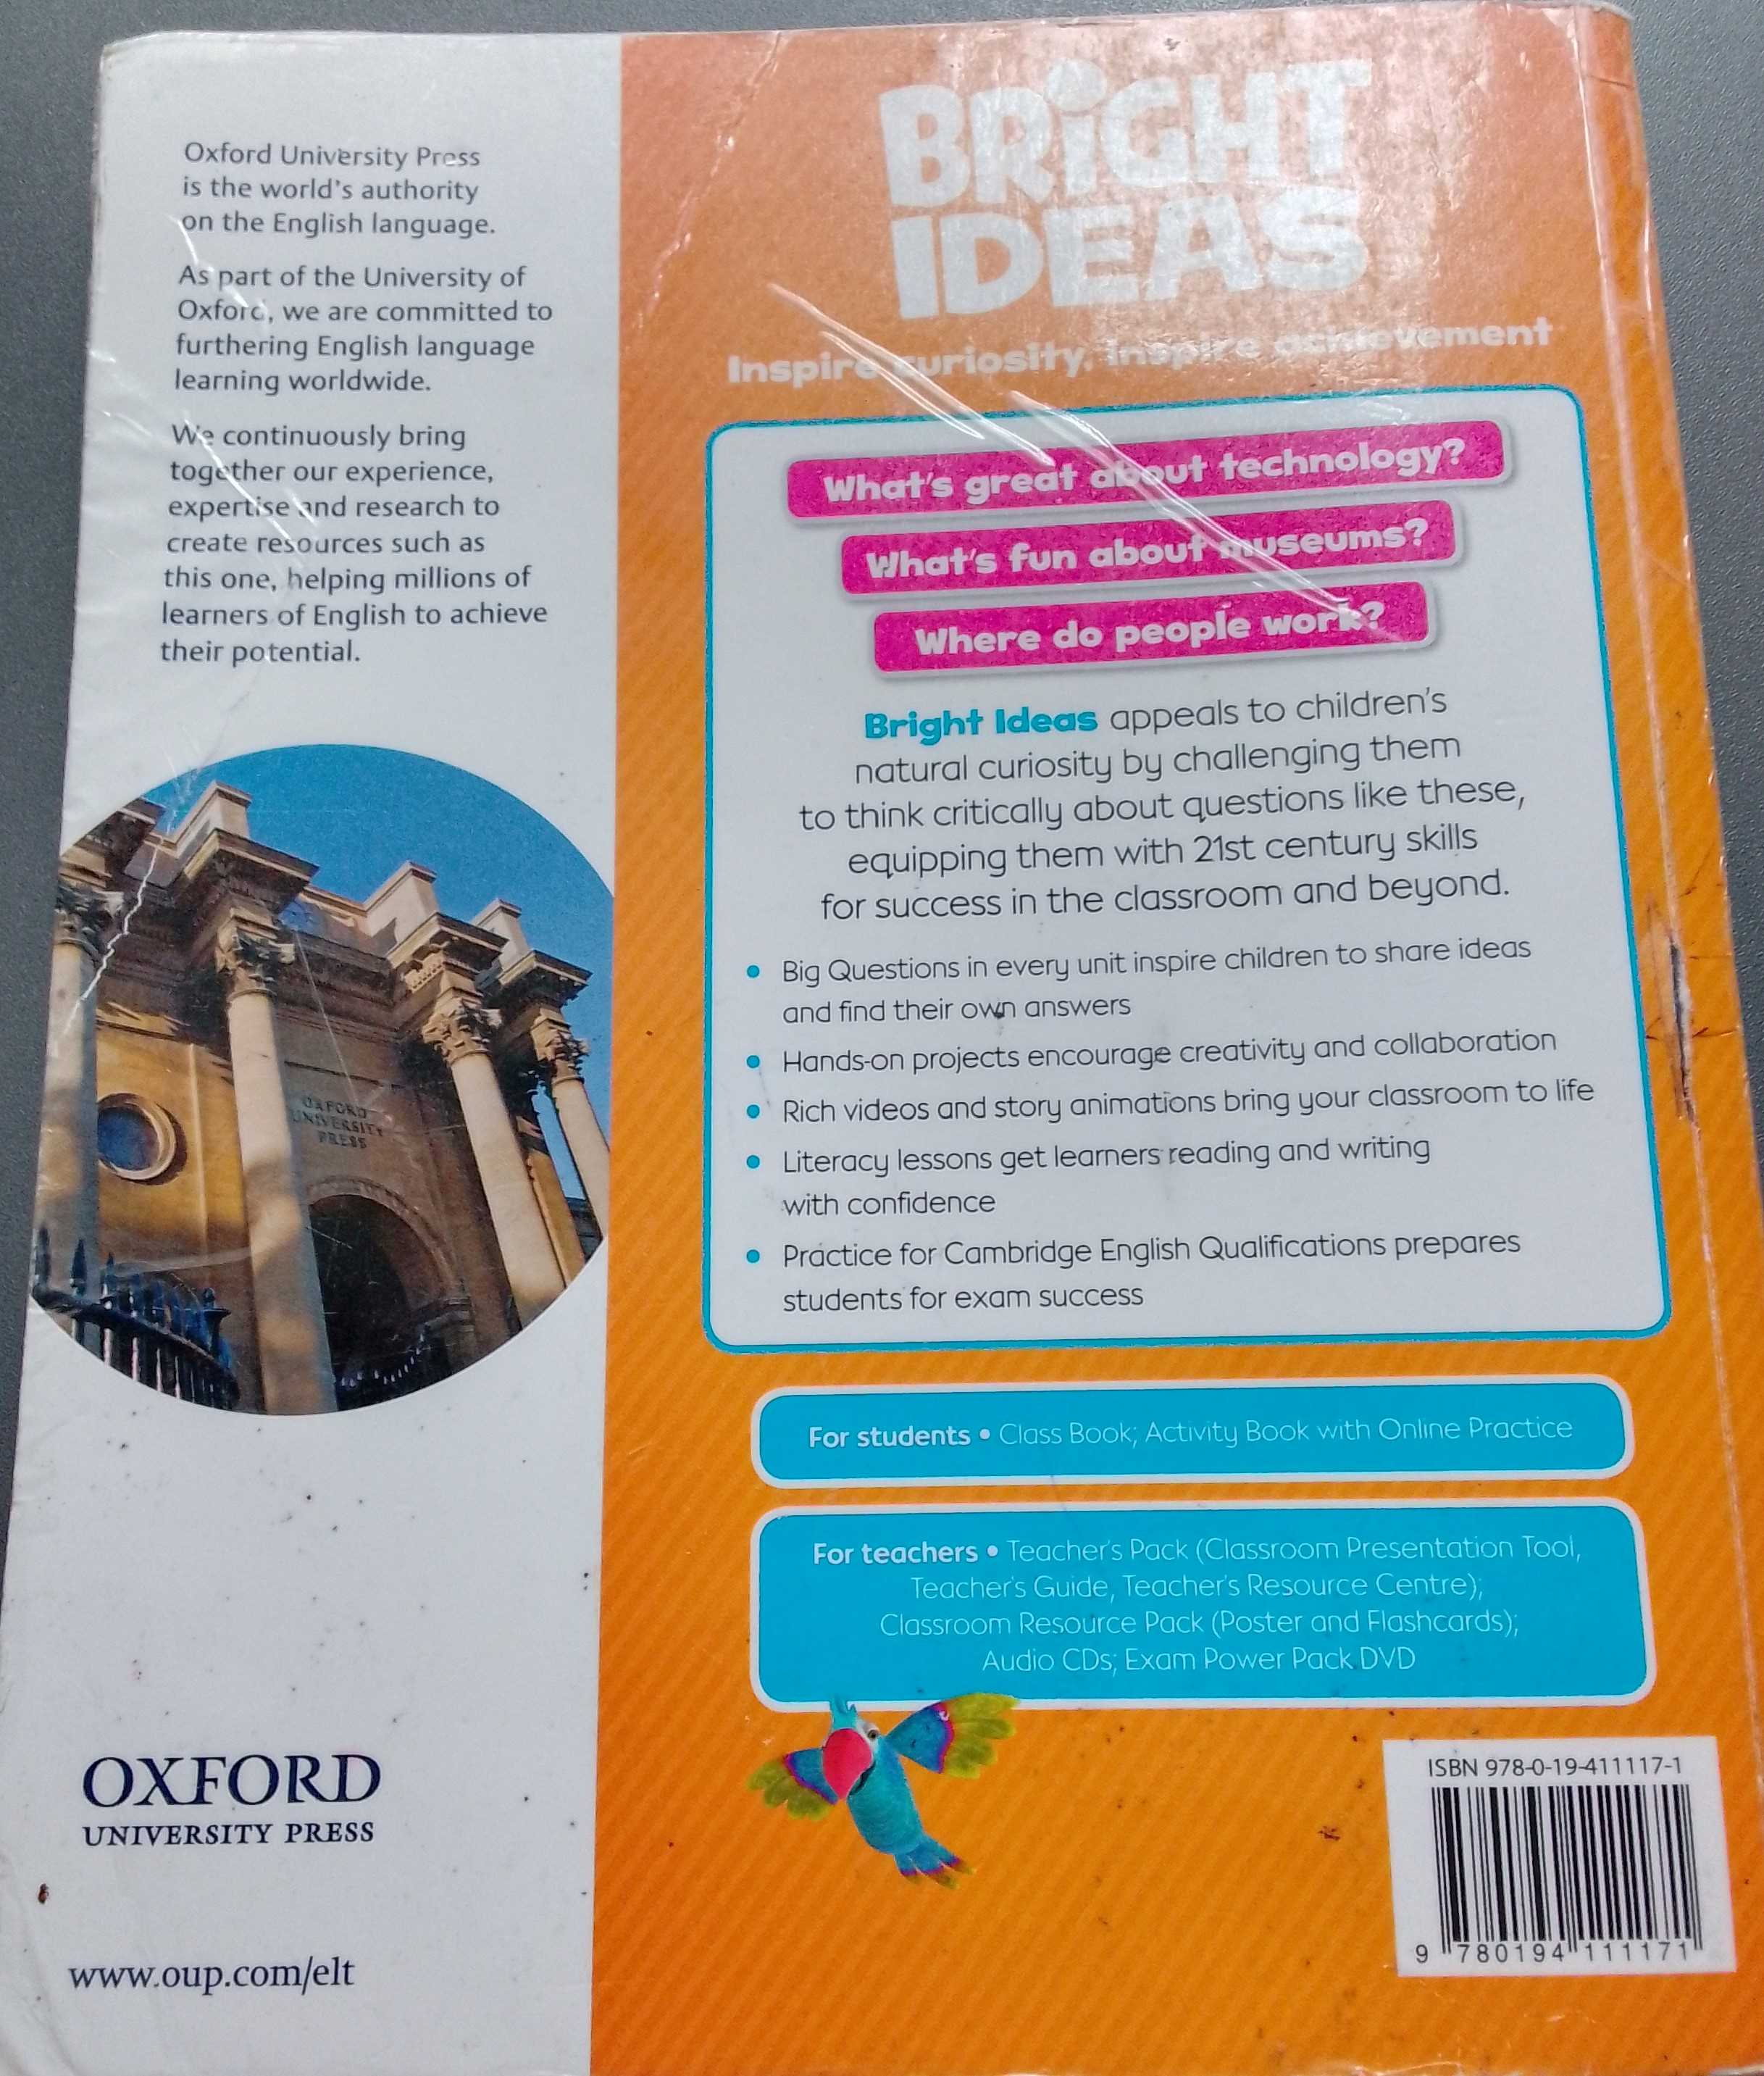 Oxford University Press
is the world's authority
on the English language.
As part of the University of
Oxford, we are committed to
furthering English language
learning worldwide.
We continuously bring
together our experience,
expertise and research to
create resources such as
this one, helping millions of
learners of English to achieve
their potential.
OXFORD
UNIVERSITY
PRESS
OXFORD
UNIVERSITY PRESS
www.oup.com/elt
BRiGHT
IDEAS
Inspire curiosity, inspire achievement
What's great about technology?
What's fun about museums?
Where do people work?
Bright Ideas appeals to children's
natural curiosity by challenging them
to think critically about questions like these,
equipping them with 21st century skills
for success in the classroom and beyond.
• Big Questions in every unit inspire children to share ideas
and find their own answers
• Hands-on projects encourage creativity and collaboration
• Rich videos and story animations bring your classroom to life
• Literacy lessons get learners reading and writing
with confidence
• Practice for Cambridge English Qualifications prepares
students for exam success
For students • Class Book; Activity Book with Online Practice
For teachers • Teacher's Pack (Classroom Presentation Tool,
Teacher's Guide, Teacher's Resource Centre);
Classroom Resource Pack (Poster and Flashcards);
Audio CDs; Exam Power Pack DVD
ISBN 978-0-19-411117-1
9 780194 111171